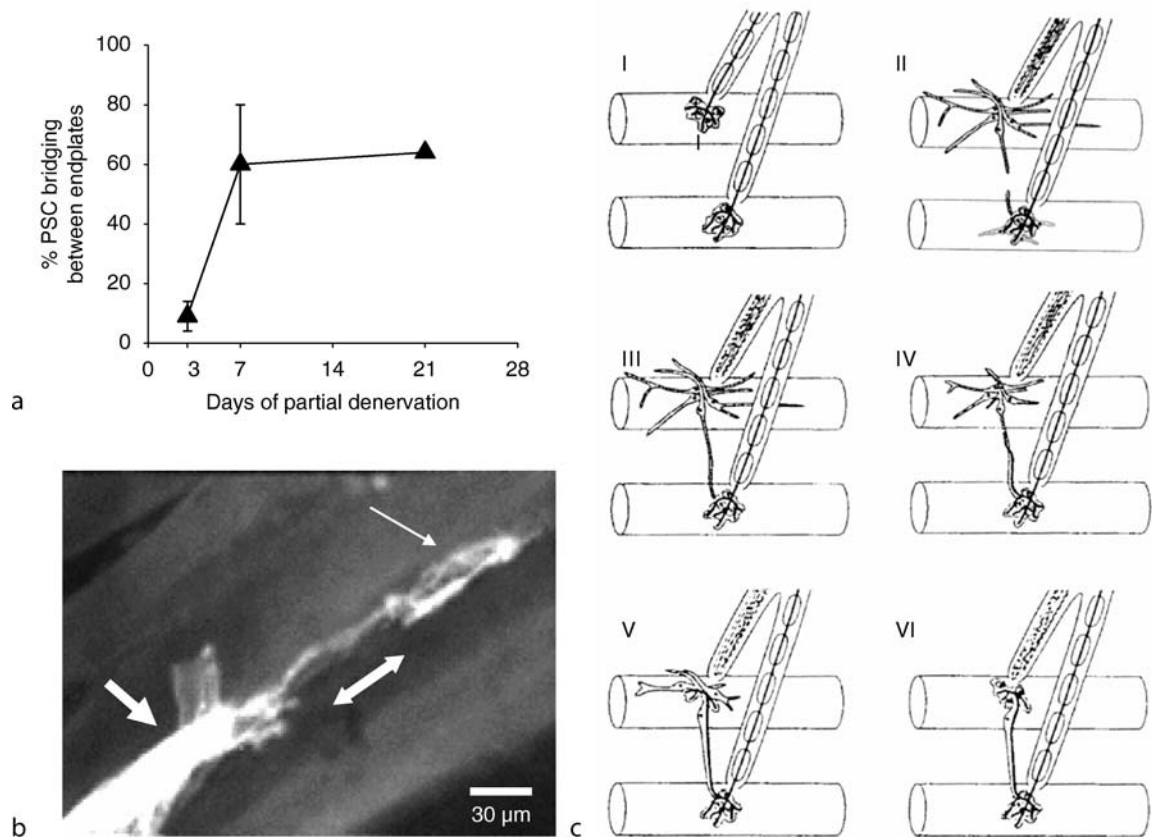 100
80
60
40
20
0
% PSC bridging
between endplates
0 3 7 14 21 28
Days of partial denervation
a
30 µm
b
I
II
III
IV
V
VI
c